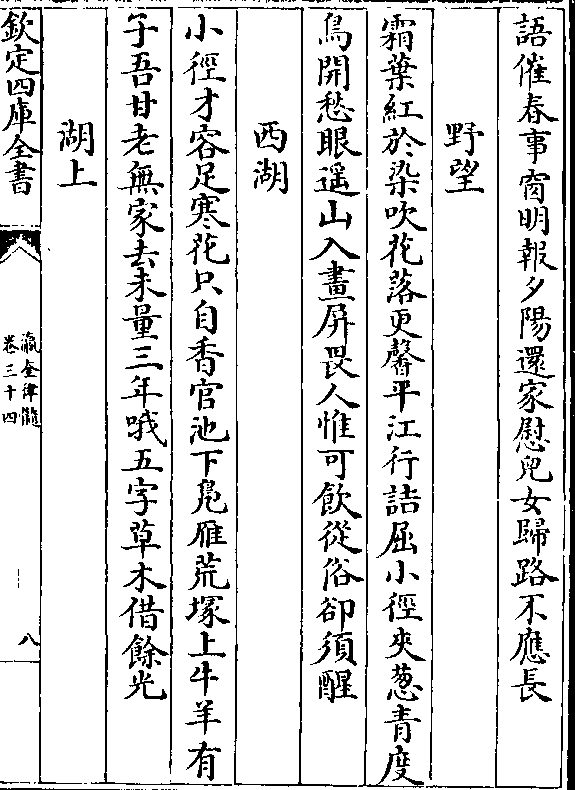 語催春事窗明報夕陽還家慰兒女歸路不應長
野望
霜葉紅於染吹花落更馨平江行詰屈小徑夾葱青度
鳥開愁眼遥山入畫屏畏人惟可飲從俗卻須醒
西湖
小徑才容足寒花只自香官池下鳬雁荒塚上牛羊有
子吾甘老無家去未量三年哦五字草木借餘光
湖上
欽定四庫全書
瀛奎律髓
卷三十四
八